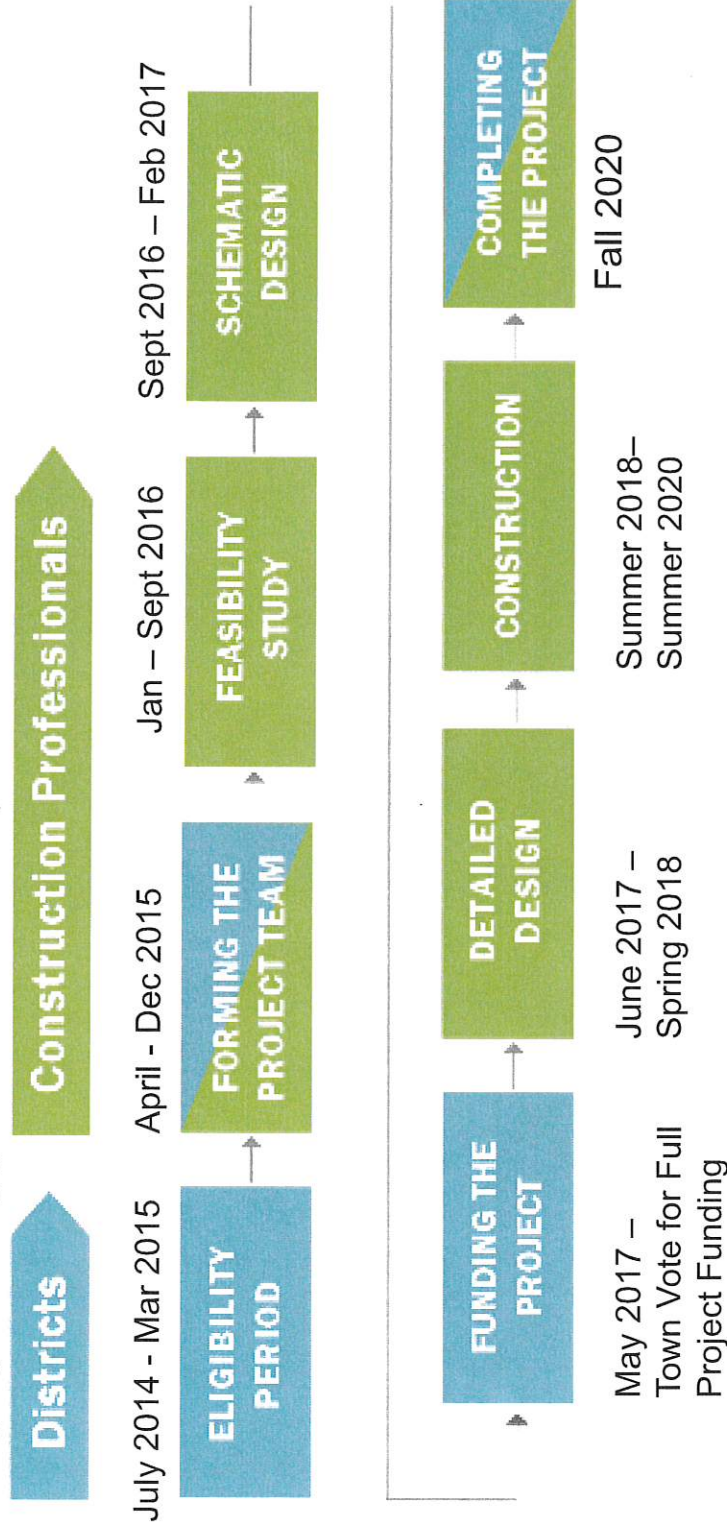 Districts
Construction Professionals
July 2014 - Mar 2015
April - Dec 2015
Jan – Sept 2016
Sept 2016 – Feb 2017
ELIGIBILITY
PERIOD
FORMING THE
PROJECT TEAM
FEASIBILITY
STUDY
SCHEMATIC
DESIGN
FUNDING THE
PROJECT
DETAILED
DESIGN
CONSTRUCTION
COMPLETING
THE PROJECT
May 2017 –
Town Vote for Full
Project Funding
June 2017 –
Spring 2018
Summer 2018–
Summer 2020
Fall 2020